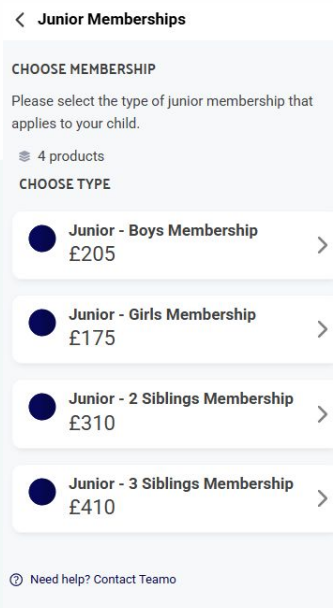 Junior Memberships
CHOOSE MEMBERSHIP
Please select the type of junior membership that
applies to your child.
4 products
CHOOSE TYPE
Junior - Boys Membership
£205
Junior - Girls Membership
£175
Junior - 2 Siblings Membership
£310
Junior - 3 Siblings Membership
£410
Need help? Contact Teamo